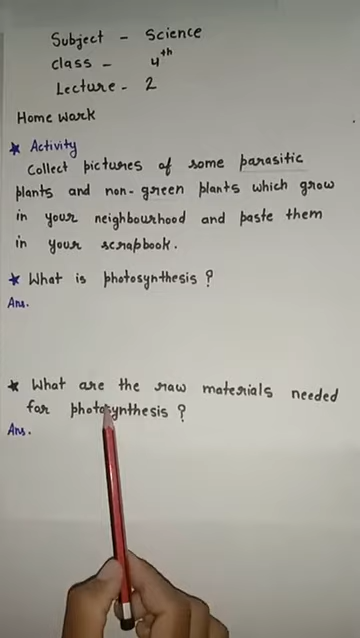 Subject - Science
class - 4th
Lecture - 2
Home work
* Activity
Collect pictures of some parasitic
plants and non-green plants which grow
in your neighbourhood and paste them
in your scrapbook.
* What is photosynthesis?
Ans.
* What are the raw materials needed
for photosynthesis?
Ans.